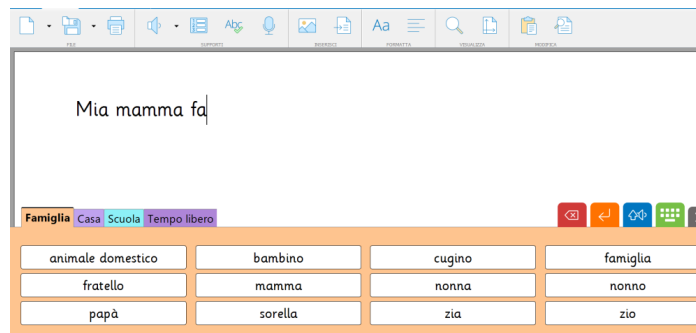 Abc
Aa
FILE
SUPPORTI
INSERISCI
FORMATTA
VISUALIZZA
MODIFICA
Mia mamma fa
Famiglia Casa Scuola Tempo libero
animale domestico bambino cugino famiglia
fratello mamma nonna nonno
papà sorella zia zio